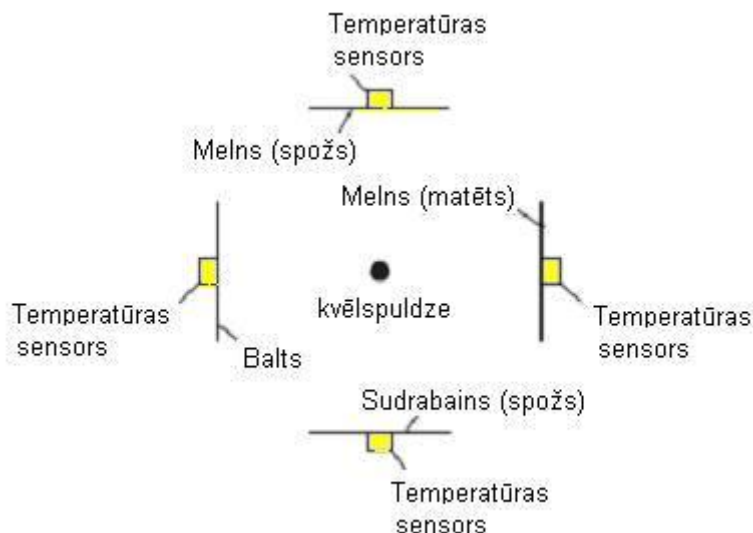 Temperatūras
sensors
Melns (spožs)
Melns (matēts)
kvēlspuldze
Temperatūras
sensors
Balts
Temperatūras
sensors
Sudrabains (spožs)
Temperatūras
sensors